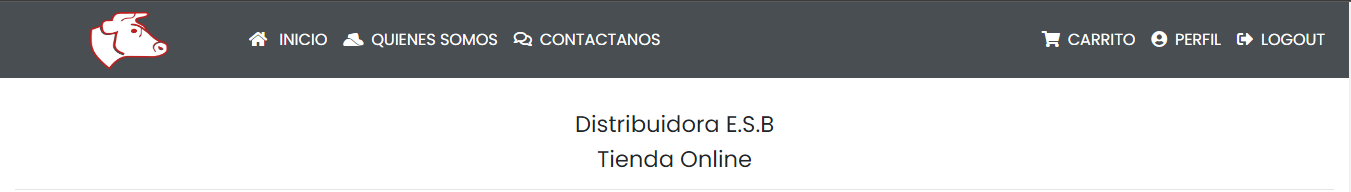 INICIO QUIENES SOMOS CONTACTANOS CARRITO PERFIL LOGOUT
Distribuidora E.S.B
Tienda Online